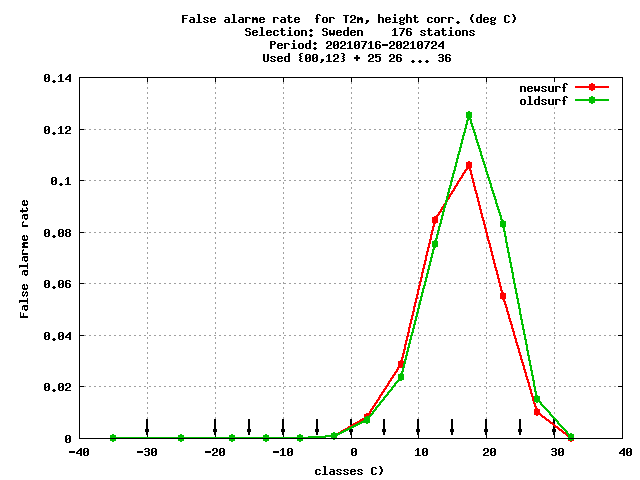 False alarme rate  for T2m, height corr. (deg C)
Selection: Sweden    176 stations
Period: 20210716-20210724
Used {00,12} + 25 26 ... 36
newsurf
oldsurf
False alarme rate
0.14
0.12
0.1
0.08
0.06
0.04
0.02
0
-40 -30 -20 -10 0 10 20 30 40
classes C)